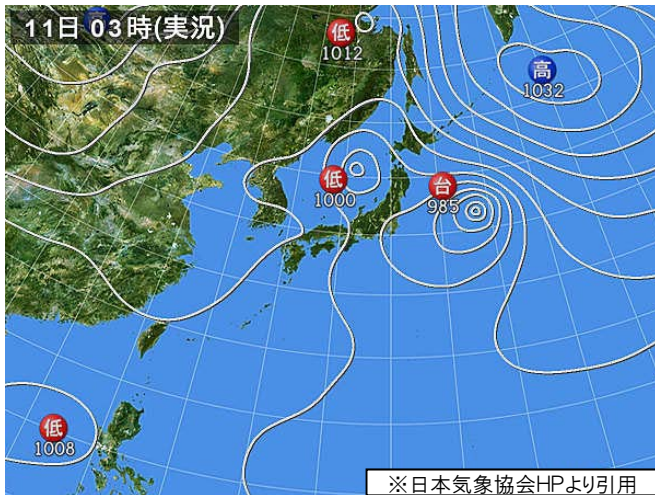 11日 03時(実況)
高
低
1012
高
1032
低
1000
台
985
低
1008
※日本気象協会HPより引用